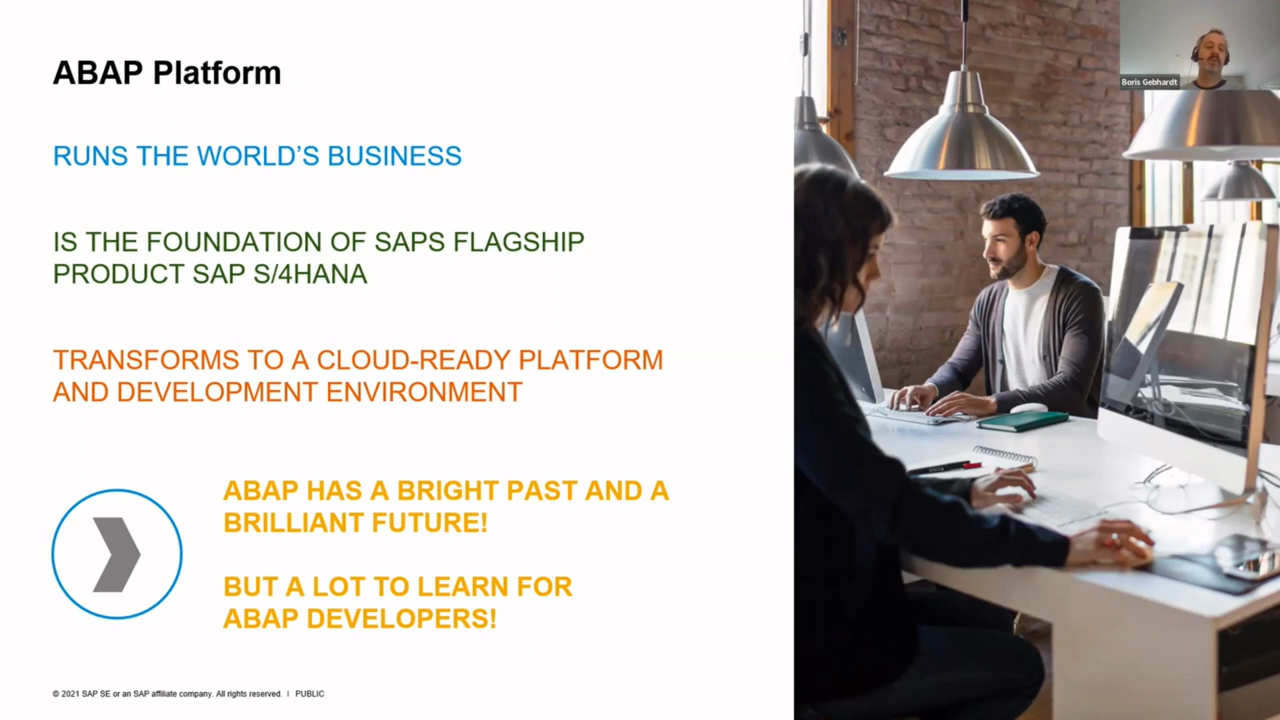 ABAP Platform
Boris Gebhardt
RUNS THE WORLD'S BUSINESS
IS THE FOUNDATION OF SAPS FLAGSHIP
PRODUCT SAP S/4HANA
TRANSFORMS TO A CLOUD-READY PLATFORM
AND DEVELOPMENT ENVIRONMENT
ABAP HAS A BRIGHT PAST AND A
BRILLIANT FUTURE!
BUT A LOT TO LEARN FOR
ABAP DEVELOPERS!
© 2021 SAP SE or an SAP affiliate company. All rights reserved. I PUBLIC